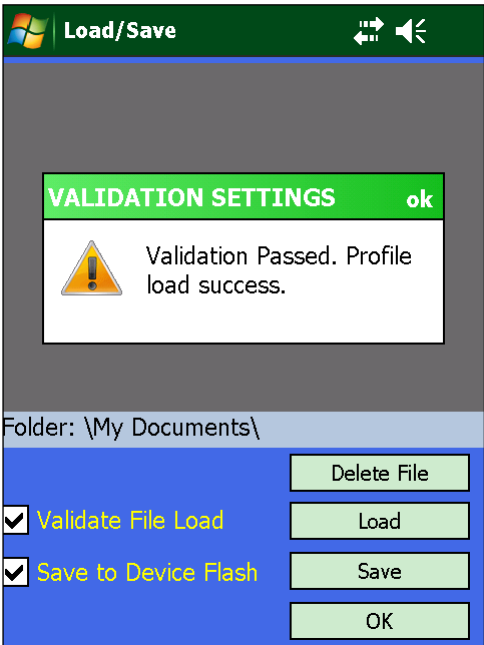 Load/Save
VALIDATION SETTINGS ok
Validation Passed. Profile
load success.
Folder: \My Documents\
Delete File
Validate File Load
Load
Save to Device Flash
Save
OK